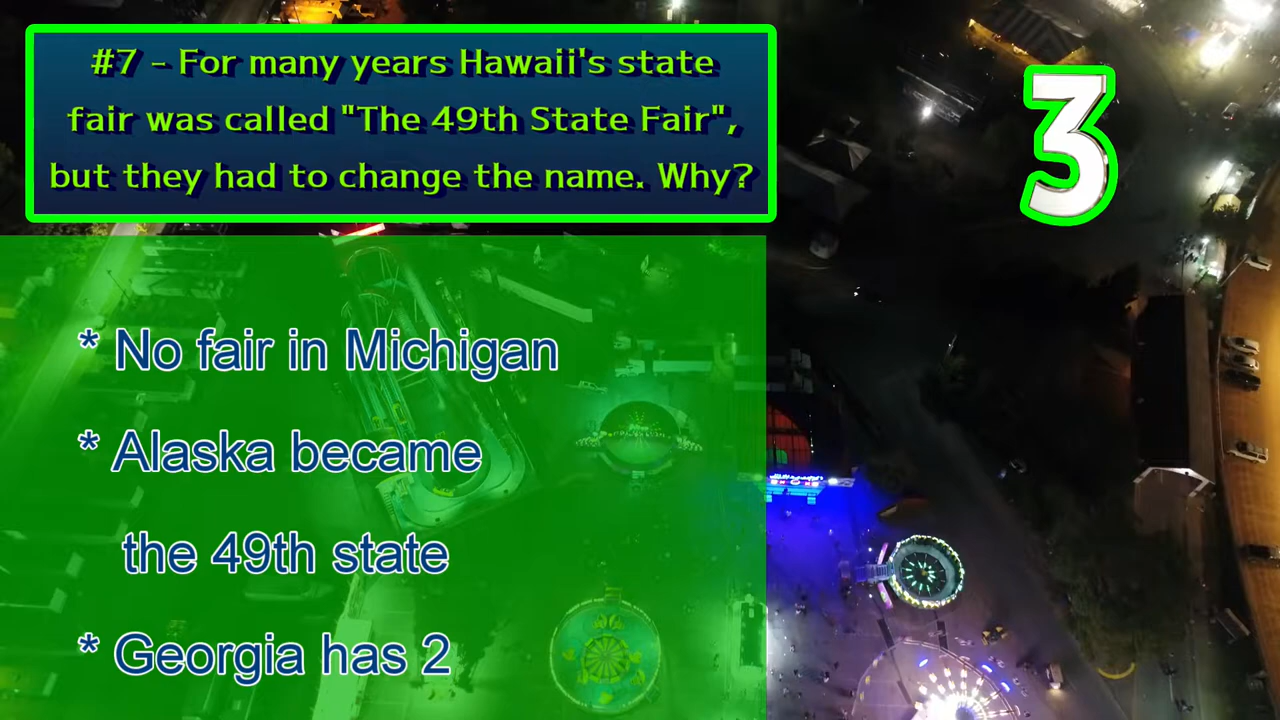 #7 - For many years Hawaii's state
fair was called "The 49th State Fair",
but they had to change the name. Why?
3
* No fair in Michigan
* Alaska became
the 49th state
* Georgia has 2